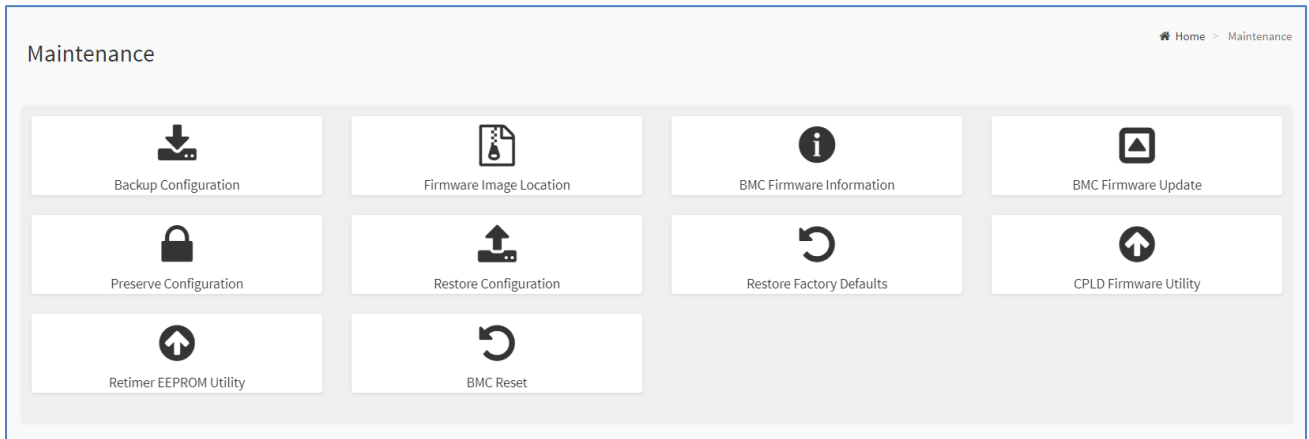 Home > Maintenance
Maintenance
Backup Configuration
Firmware Image Location
BMC Firmware Information
BMC Firmware Update
Preserve Configuration
Restore Configuration
Restore Factory Defaults
CPLD Firmware Utility
Retimer EEPROM Utility
BMC Reset